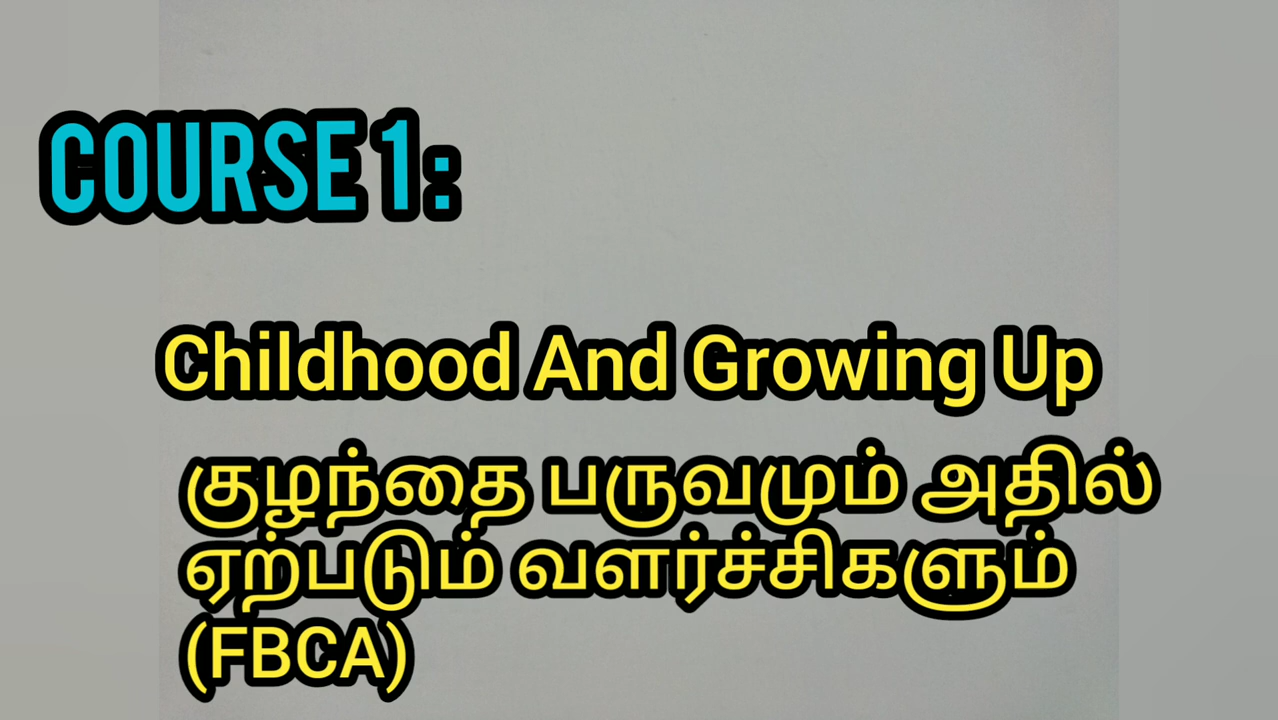 COURSE 1:
Childhood And Growing Up
குழந்தை பருவமும் அதில்
ஏற்படும் வளர்ச்சிகளும்
(FBCA)